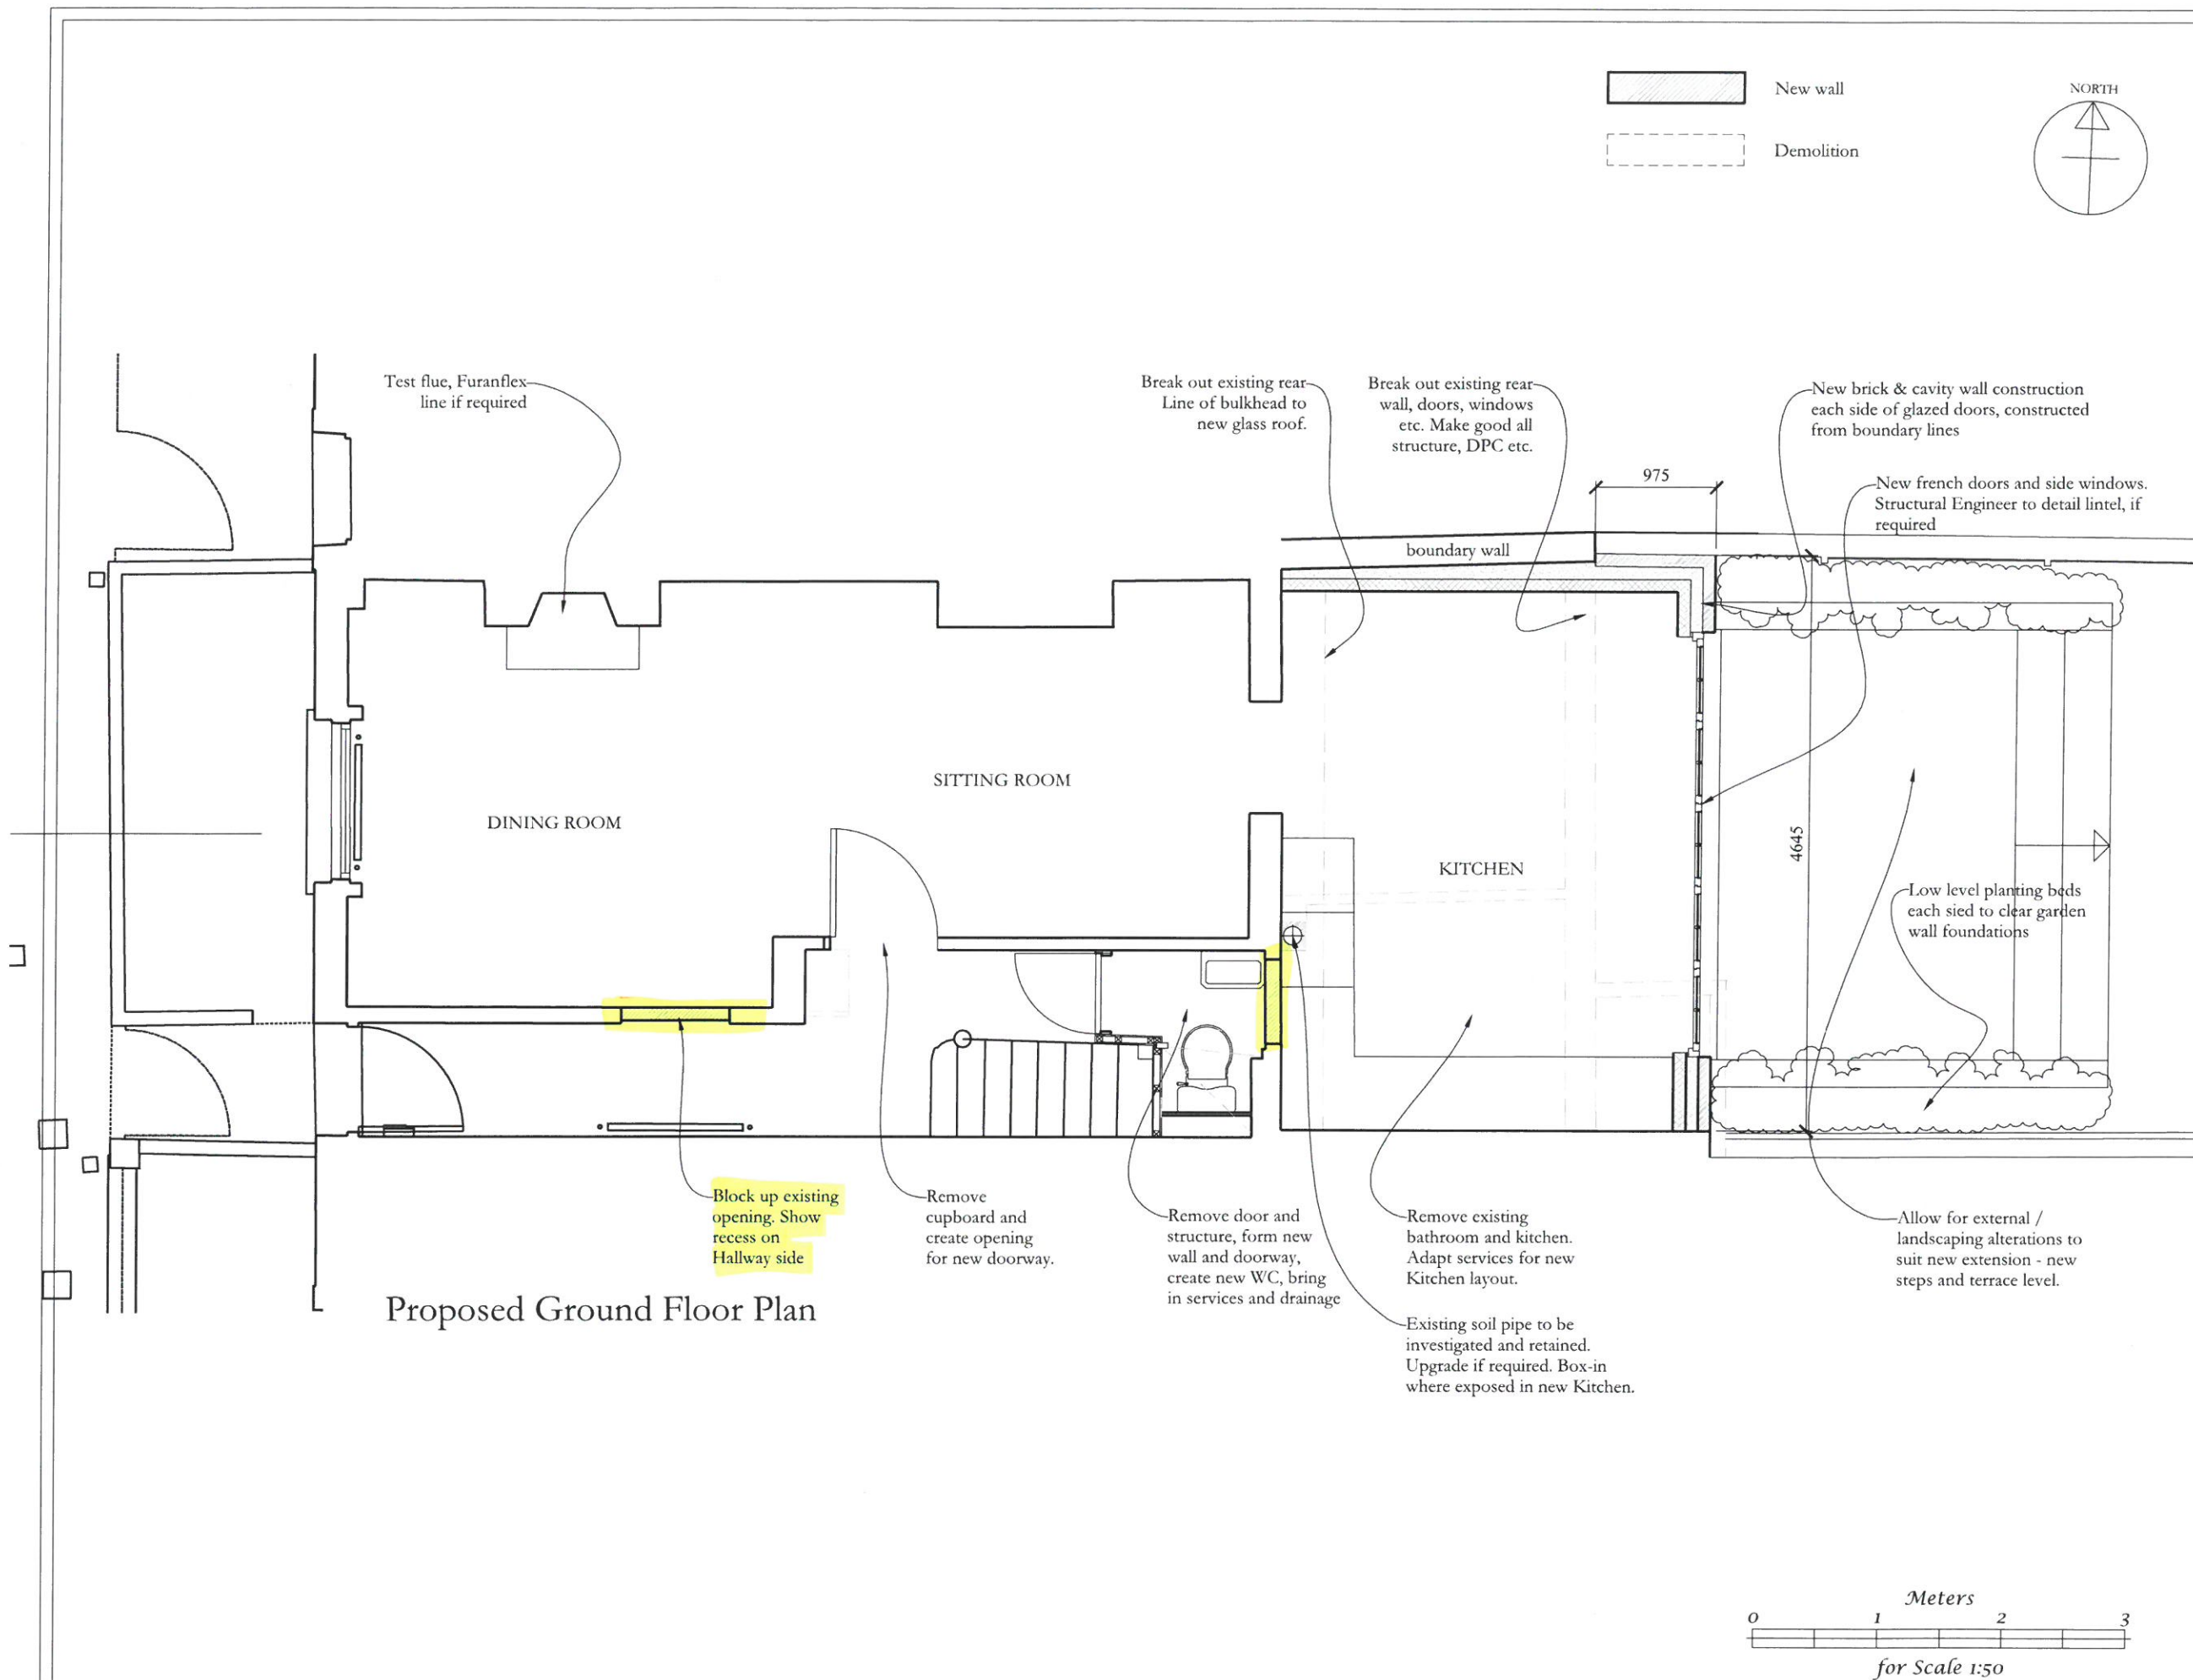 New wall
NORTH
Demolition
Test flue, Furanflex
line if required
Break out existing rear
Line of bulkhead to
new glass roof.
Break out existing rear
wall, doors, windows
etc. Make good all
structure, DPC etc.
New brick & cavity wall construction
each side of glazed doors, constructed
from boundary lines
975
New french doors and side windows.
Structural Engineer to detail lintel, if
required
boundary wall
SITTING ROOM
DINING ROOM
KITCHEN
4645
Low level planting beds
each sied to clear garden
wall foundations
Block up existing
opening. Show
recess on
Hallway side
Remove
cupboard and
create opening
for new doorway.
Remove door and
structure, form new
wall and doorway,
create new WC, bring
in services and drainage
Remove existing
bathroom and kitchen.
Adapt services for new
Kitchen layout.
Allow for external /
landscaping alterations to
suit new extension - new
steps and terrace level.
Existing soil pipe to be
investigated and retained.
Upgrade if required. Box-in
where exposed in new Kitchen.
Proposed Ground Floor Plan
Meters
0 1 2 3
for Scale 1:50